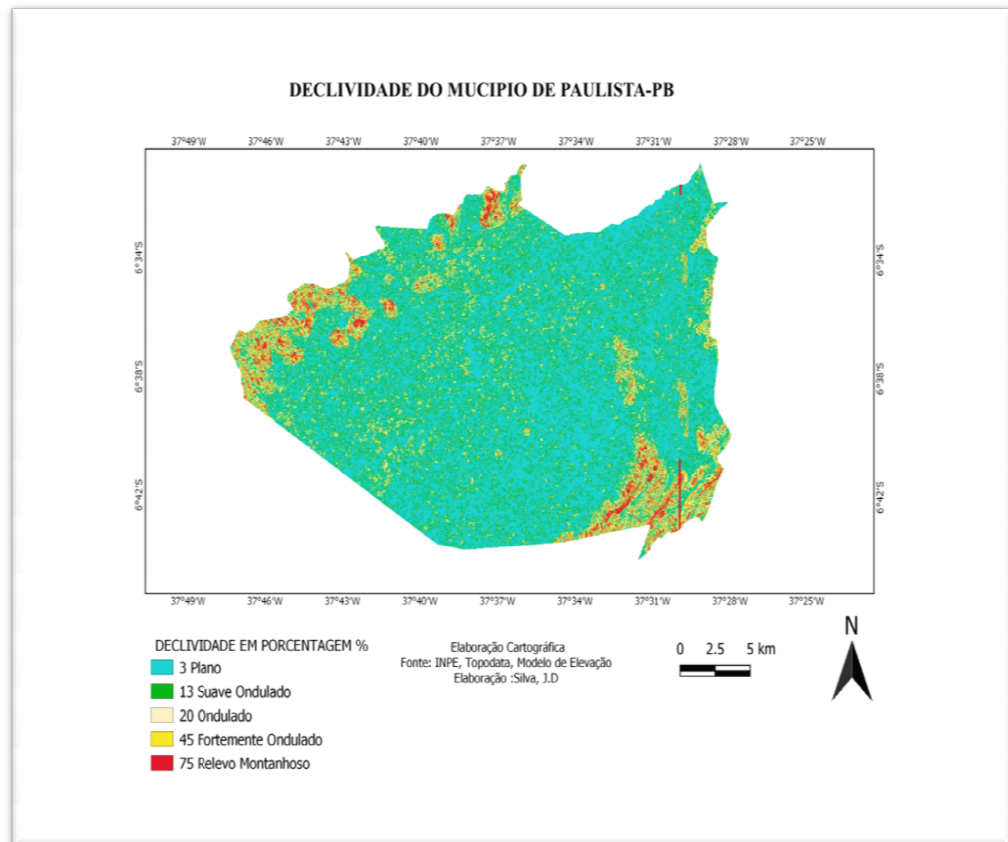 DECLIVIDADE DO MUCIPIO DE PAULISTA-PB
37°49'W 37°46'W 37°43'W 37°40'W 37°37'W 37°34'W 37°31'W 37°28'W 37°25'W
6°34'S 6°34'S
6°38'S 6°38'S
6°42'S 6°42'S
37°49'W 37°46'W 37°43'W 37°40'W 37°37'W 37°34'W 37°31'W 37°28'W 37°25'W
DECLIVIDADE EM PORCENTAGEM %
3 Plano
13 Suave Ondulado
20 Ondulado
45 Fortemente Ondulado
75 Relevo Montanhoso
Elaboração Cartográfica
Fonte: INPE, Topodata, Modelo de Elevação
Elaboração :Silva, J.D
0 2.5 5 km
N